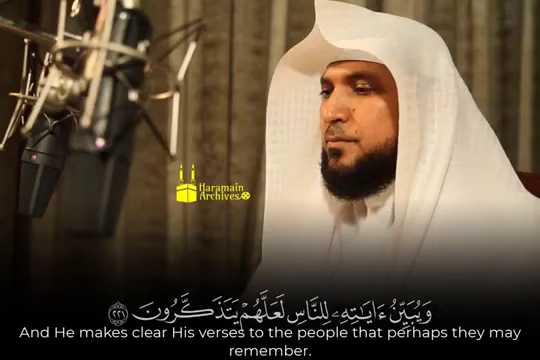 Haramain
Archives
وَيُبَيِّنُ ءَايَـٰتِهِۦ لِلنَّاسِ لَعَلَّهُمْ يَتَذَكَّرُونَ ٢٢١
And He makes clear His verses to the people that perhaps they may
remember.